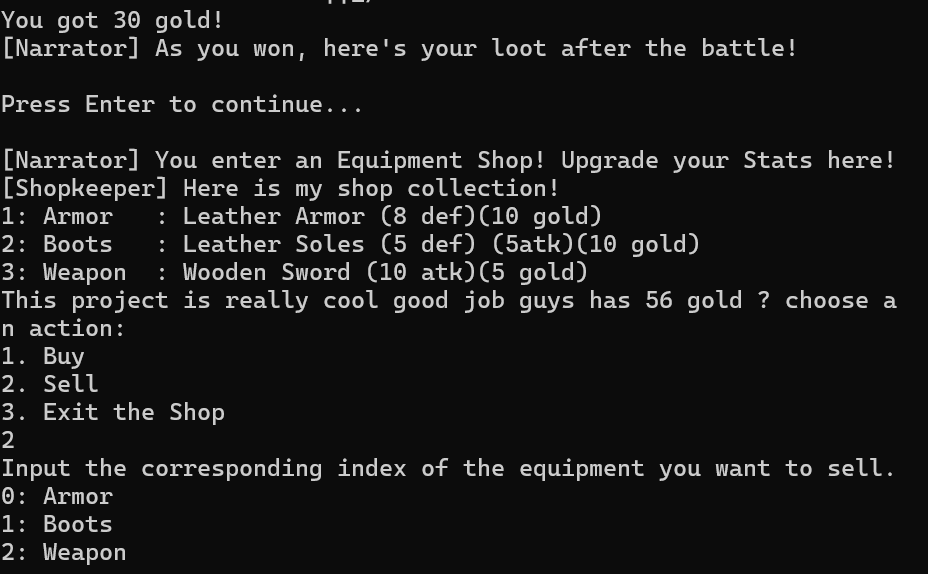 You got 30 gold!
[Narrator] As you won, here's your loot after the battle!
Press Enter to continue...
[Narrator] You enter an Equipment Shop! Upgrade your Stats here!
[Shopkeeper] Here is my shop collection!
1: Armor   : Leather Armor (8 def)(10 gold)
2: Boots   : Leather Soles (5 def) (5atk)(10 gold)
3: Weapon  : Wooden Sword (10 atk)(5 gold)
This project is really cool good job guys has 56 gold ? choose a
n action:
1. Buy
2. Sell
3. Exit the Shop
2
Input the corresponding index of the equipment you want to sell.
0: Armor
1: Boots
2: Weapon